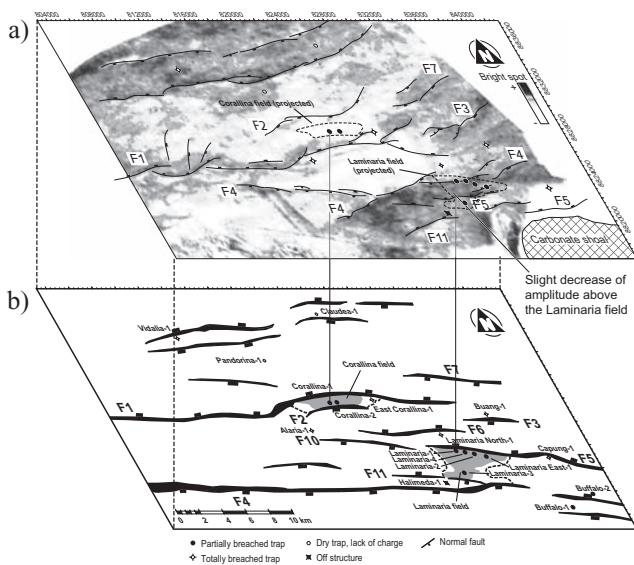 a)
804000 808000 812000 816000 820000 824000 828000 832000 836000 840000
Bright spot
+
F7
Corallina field (projected)
F2
F3
F1
Laminaria field
(projected)
F4
F4
F4
F5
F5
F11
Carbonate shoal
Slight decrease of
amplitude above
the Laminaria field
b)
Claudea-1
Vidalia-1
Pandorina-1
Corallina field
F7
Corallina-1
F1
East Corallina-1
Buang-1
F2
Corallina-2
F3
Alaria-1
F6
F10
Laminaria North-1
Capung-1
Laminaria-1
Laminaria-4
F5
Laminaria-2
Laminaria East-1
F11
Laminaria-3
Halimeda-1
Buffalo-2
F4
Laminaria field
Buffalo-1
0 2 4 6 8 10 km
Partially breached trap
Dry trap, lack of charge
Normal fault
Totally breached trap
Off structure